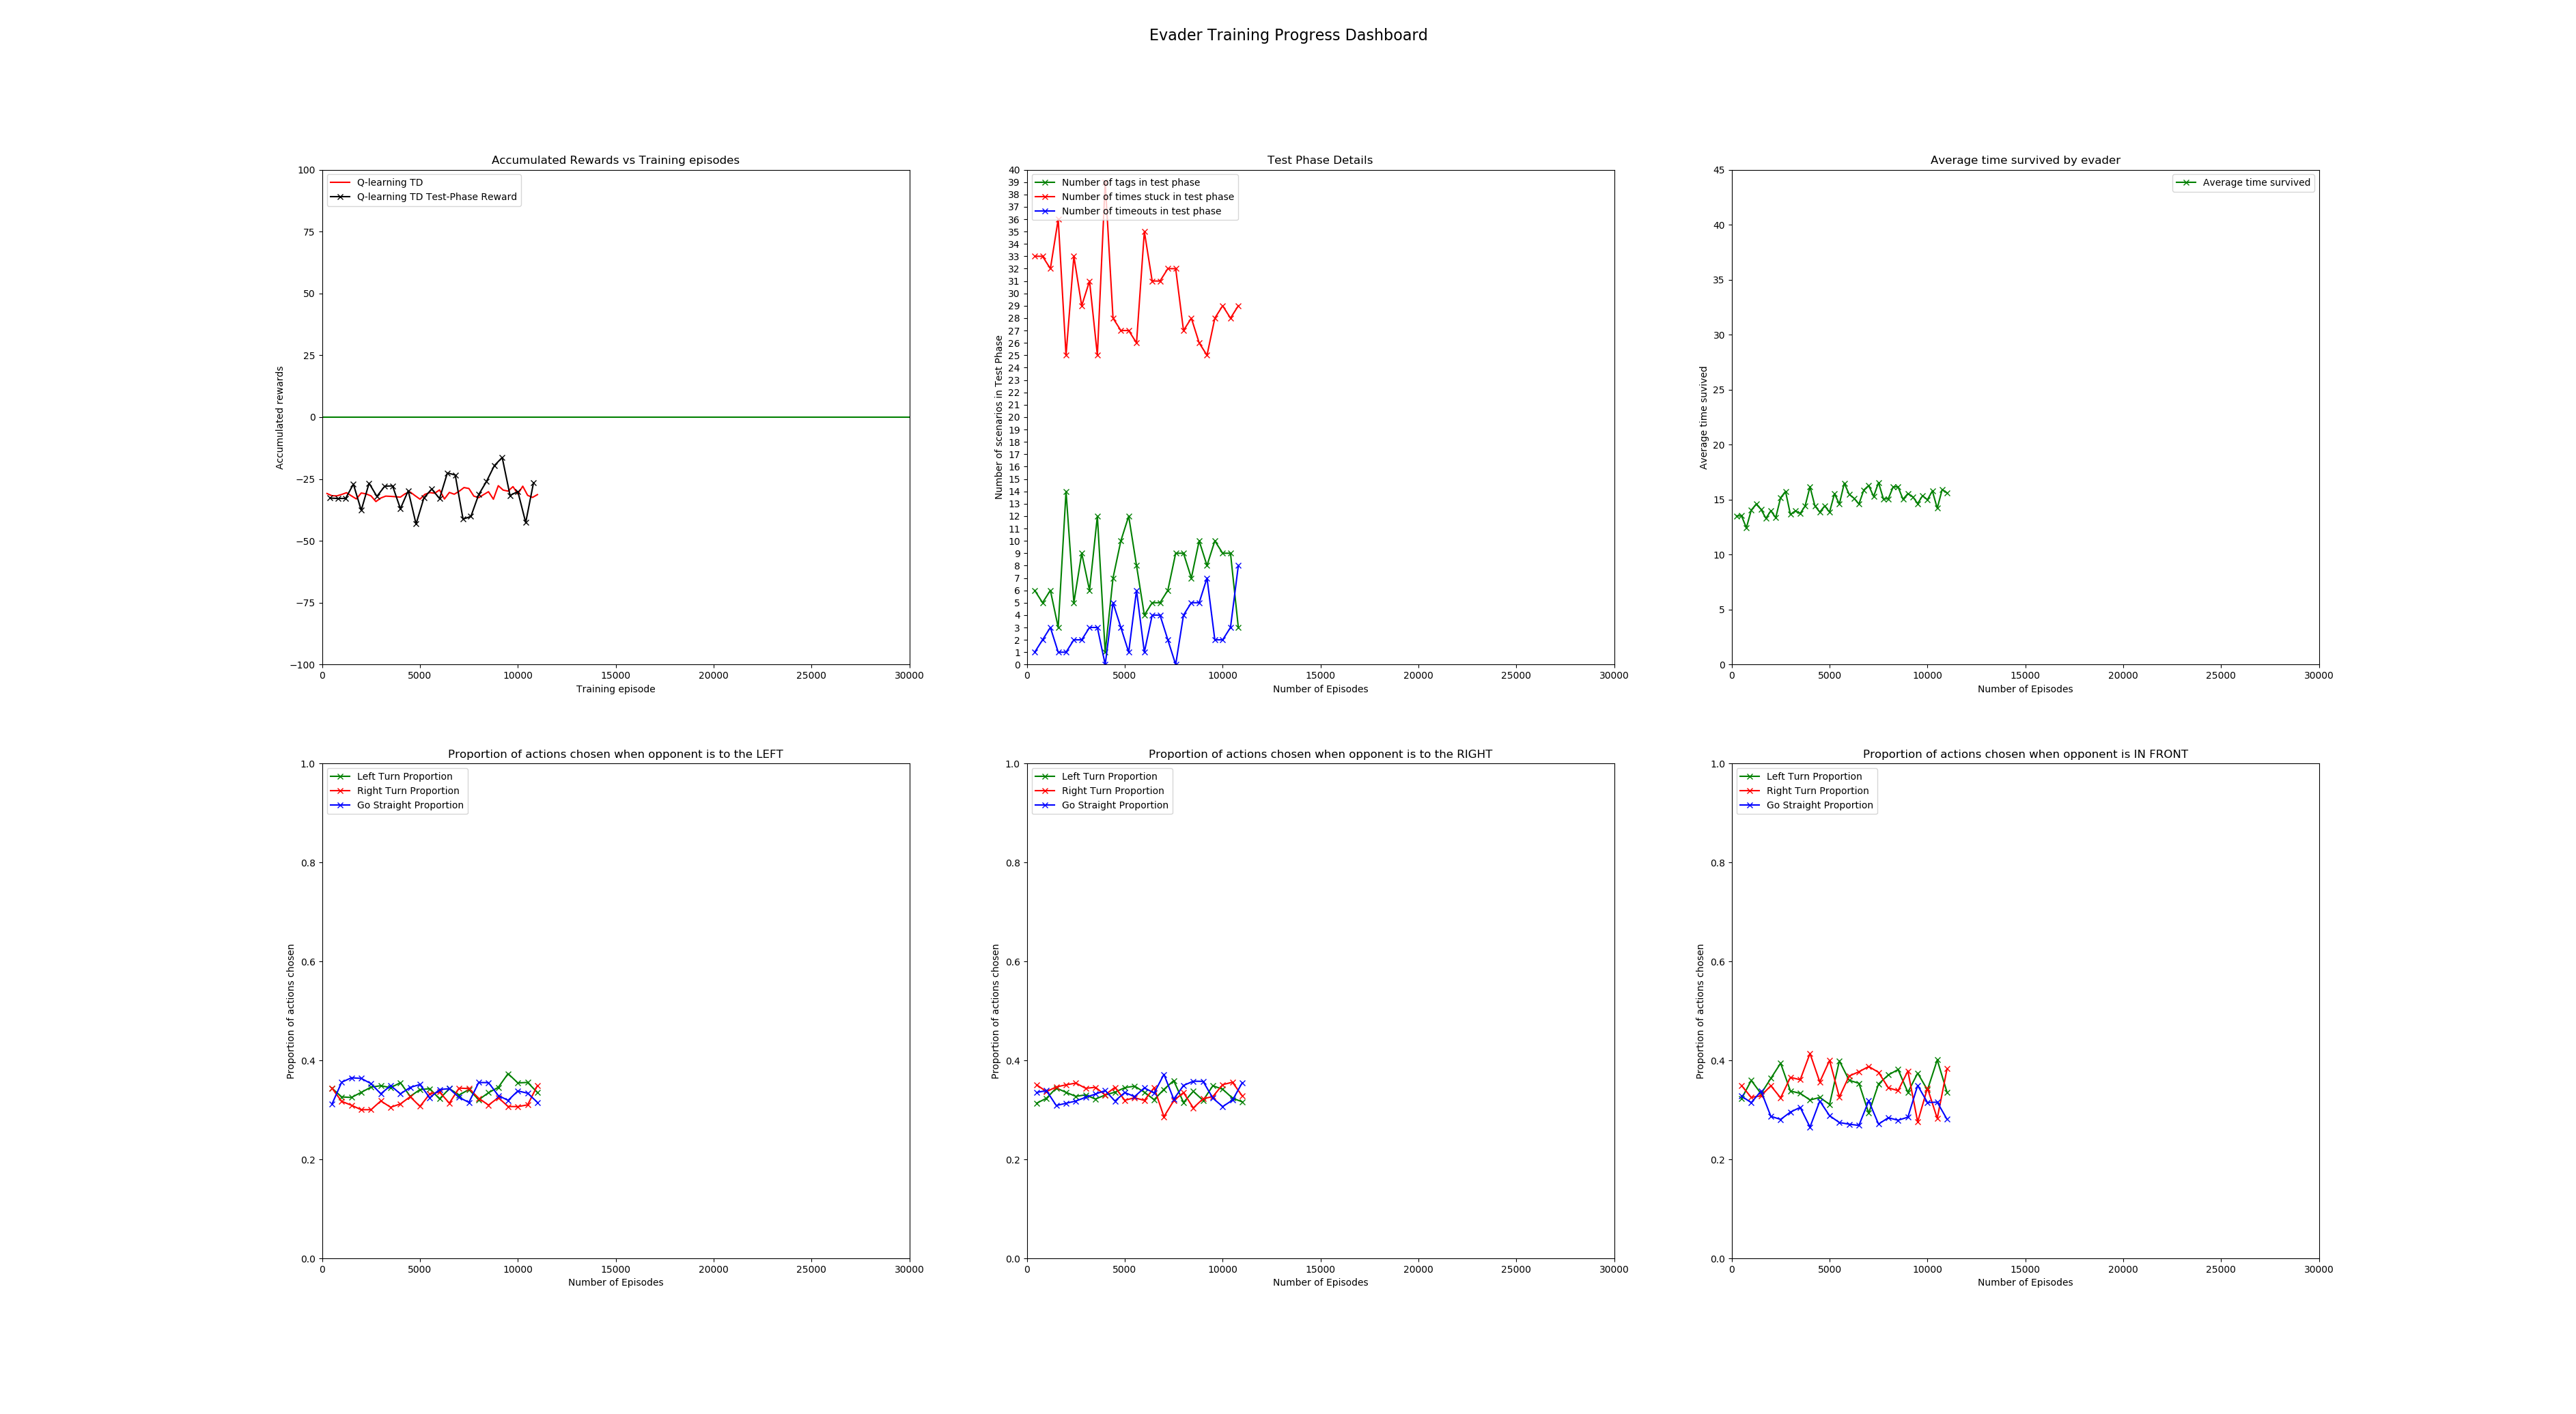 Evader Training Progress Dashboard
Accumulated Rewards vs Training episodes
100
75
50
25
0
−25
−50
−75
−100
Accumulated rewards
Q-learning TD
Q-learning TD Test-Phase Reward
0 5000 10000 15000 20000 25000 30000
Training episode
Test Phase Details
40
39
38
37
36
35
34
33
32
31
30
29
28
27
26
25
24
23
22
21
20
19
18
17
16
15
14
13
12
11
10
9
8
7
6
5
4
3
2
1
0
Number of scenarios in Test Phase
Number of tags in test phase
Number of times stuck in test phase
Number of timeouts in test phase
0 5000 10000 15000 20000 25000 30000
Number of Episodes
Average time survived by evader
45
40
35
30
25
20
15
10
5
0
Average time survived
Average time suvived
0 5000 10000 15000 20000 25000 30000
Number of Episodes
Proportion of actions chosen when opponent is to the LEFT
1.0
0.8
0.6
0.4
0.2
0.0
Proportion of actions chosen
Left Turn Proportion
Right Turn Proportion
Go Straight Proportion
0 5000 10000 15000 20000 25000 30000
Number of Episodes
Proportion of actions chosen when opponent is to the RIGHT
1.0
0.8
0.6
0.4
0.2
0.0
Proportion of actions chosen
Left Turn Proportion
Right Turn Proportion
Go Straight Proportion
0 5000 10000 15000 20000 25000 30000
Number of Episodes
Proportion of actions chosen when opponent is IN FRONT
1.0
0.8
0.6
0.4
0.2
0.0
Proportion of actions chosen
Left Turn Proportion
Right Turn Proportion
Go Straight Proportion
0 5000 10000 15000 20000 25000 30000
Number of Episodes